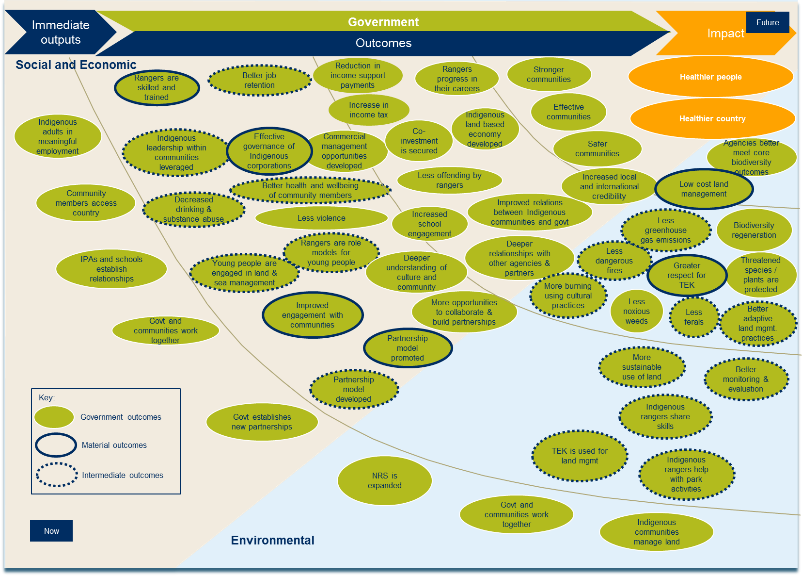 Immediate
outputs
Government
Outcomes
Impact
Future
Social and Economic
Rangers are
skilled and
trained
Better job
retention
Reduction in
income support
payments
Rangers
progress in
their careers
Stronger
communities
Healthier people
Increase in
income tax
Effective
communities
Healthier country
Indigenous
adults in
meaningful
employment
Indigenous
leadership within
communities
leveraged
Effective
governance of
Indigenous
corporations
Commercial
management
opportunities
developed
Co-
investment
is secured
Indigenous
land based
economy
developed
Safer
communities
Agencies better
meet core
biodiversity
outcomes
Better health and wellbeing
of community members
Less offending by
rangers
Increased local
and international
credibility
Low cost land
management
Community
members access
country
Decreased
drinking &
substance abuse
Less violence
Increased
school
engagement
Improved relations
between Indigenous
communities and govt
Less
greenhouse
gas emissions
Biodiversity
regeneration
IPAs and schools
establish
relationships
Young people are
engaged in land &
sea management
Rangers are role
models for
young people
Deeper
understanding of
culture and
community
Deeper
relationships with
other agencies &
partners
Less
dangerous
fires
Greater
respect for
TEK
Threatened
species /
plants are
protected
Govt and
communities work
together
Improved
engagement with
communities
More opportunities
to collaborate &
build partnerships
More burning
using cultural
practices
Less
noxious
weeds
Less
ferals
Better
adaptive
land mgmt.
practices
Partnership
model
promoted
Partnership
model
developed
More
sustainable
use of land
Better
monitoring &
evaluation
Key:
Government outcomes
Material outcomes
Intermediate outcomes
Govt establishes
new partnerships
Indigenous
rangers share
skills
TEK is used for
land mgmt
Indigenous
rangers help
with park
activities
NRS is
expanded
Govt and
communities work
together
Indigenous
communities
manage land
Now
Environmental